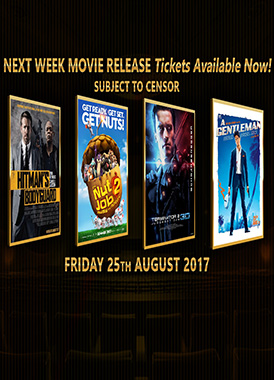 NEXT WEEK MOVIE RELEASE Tickets Available Now!
SUBJECT TO CENSOR
HITMAN'S
BODYGUARD
GET READY. GET SET.
GET NUTS!
THE
NUT
JOB 2
TERMINATOR 2 3D
A
GENTLEMAN
FRIDAY 25TH AUGUST 2017